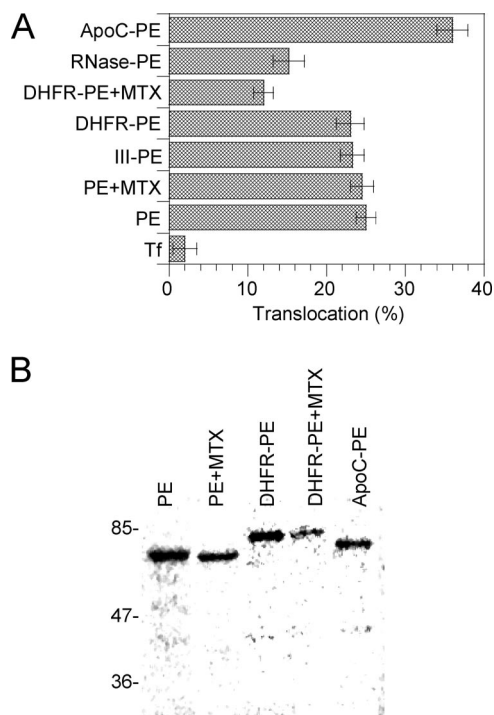 A
ApoC-PE
RNase-PE
DHFR-PE+MTX
DHFR-PE
III-PE
PE+MTX
PE
Tf
0 10 20 30 40
Translocation (%)
B
PE
PE+MTX
DHFR-PE
DHFR-PE+MTX
ApoC-PE
85-
47-
36-